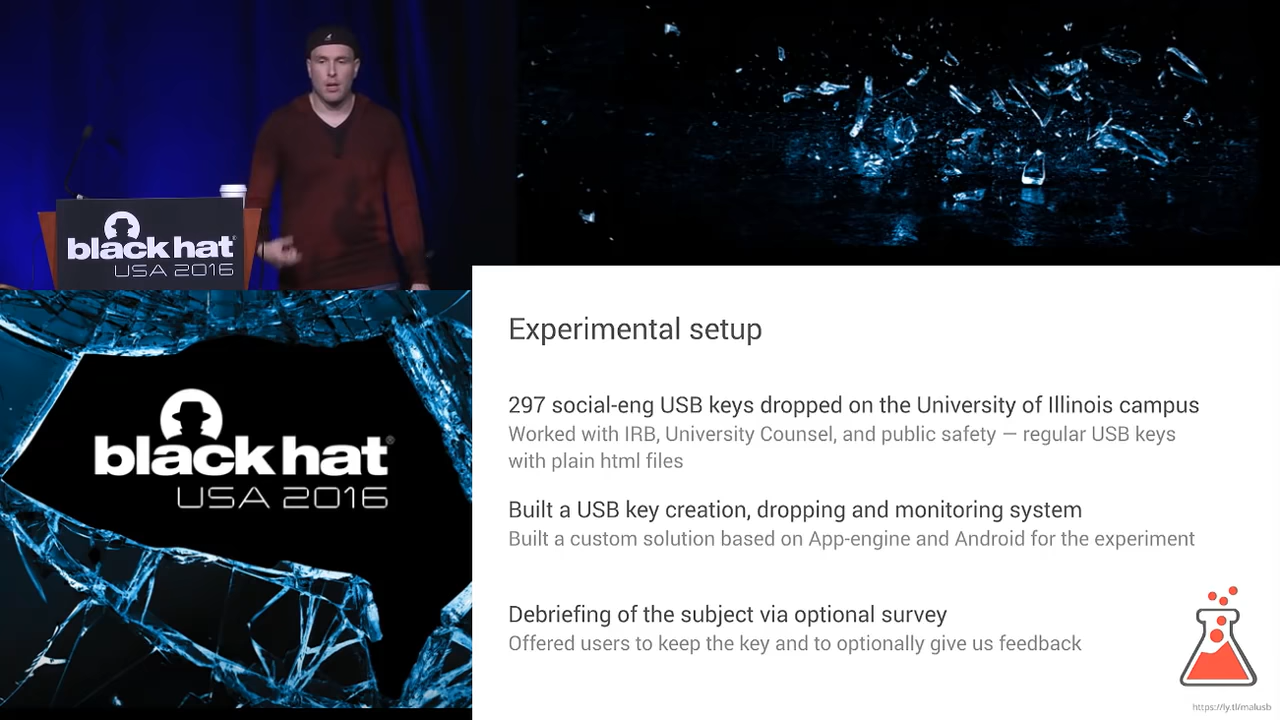 black hat
USA 2016
black hat
USA 2016
Experimental setup
297 social-eng USB keys dropped on the University of Illinois campus
Worked with IRB, University Counsel, and public safety — regular USB keys
with plain html files
Built a USB key creation, dropping and monitoring system
Built a custom solution based on App-engine and Android for the experiment
Debriefing of the subject via optional survey
Offered users to keep the key and to optionally give us feedback
https://ly.tl/malusb